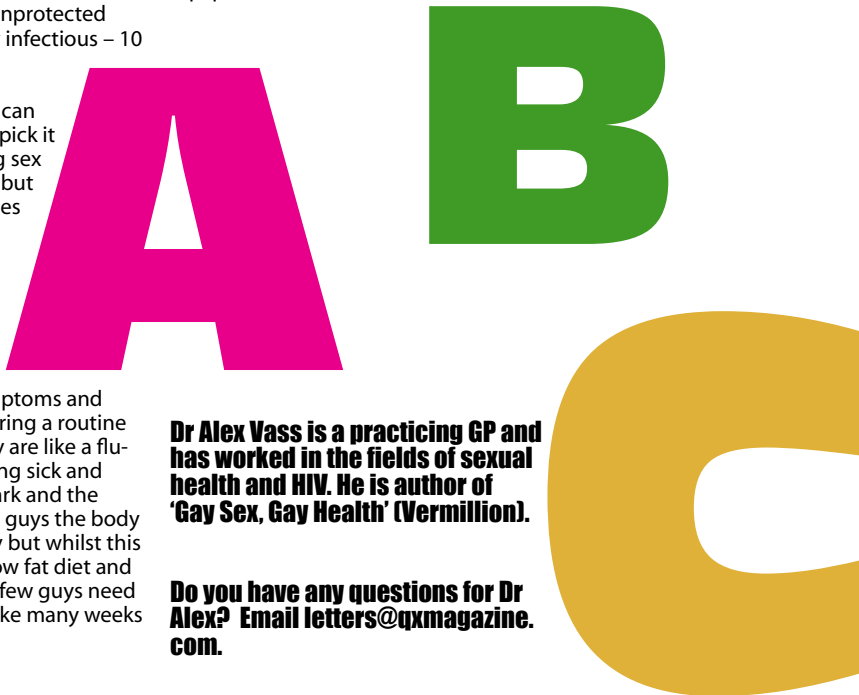 nprotected
infectious – 10
can
pick it
g sex
but
es
A
B
C
ptoms and
ring a routine
y are like a flu-
ng sick and
ark and the
guys the body
y but whilst this
ow fat diet and
few guys need
ke many weeks
Dr Alex Vass is a practicing GP and
has worked in the fields of sexual
health and HIV. He is author of
‘Gay Sex, Gay Health’ (Vermillion).
Do you have any questions for Dr
Alex?  Email letters@qxmagazine.
com.